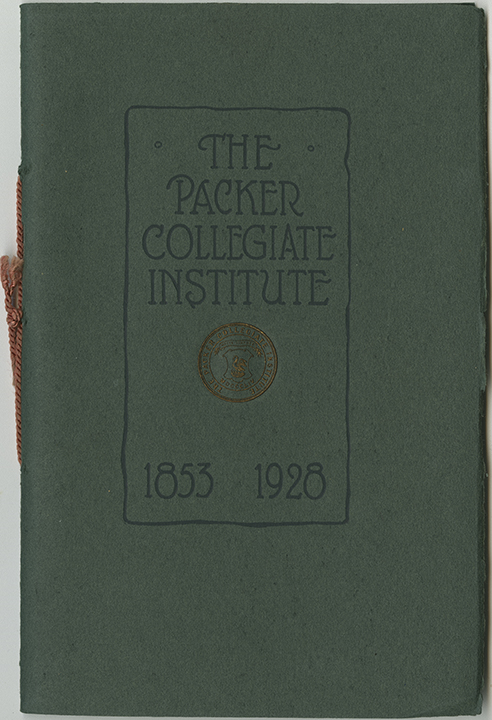 THE
PACKER
COLLEGIATE
INSTITUTE
1853 1928